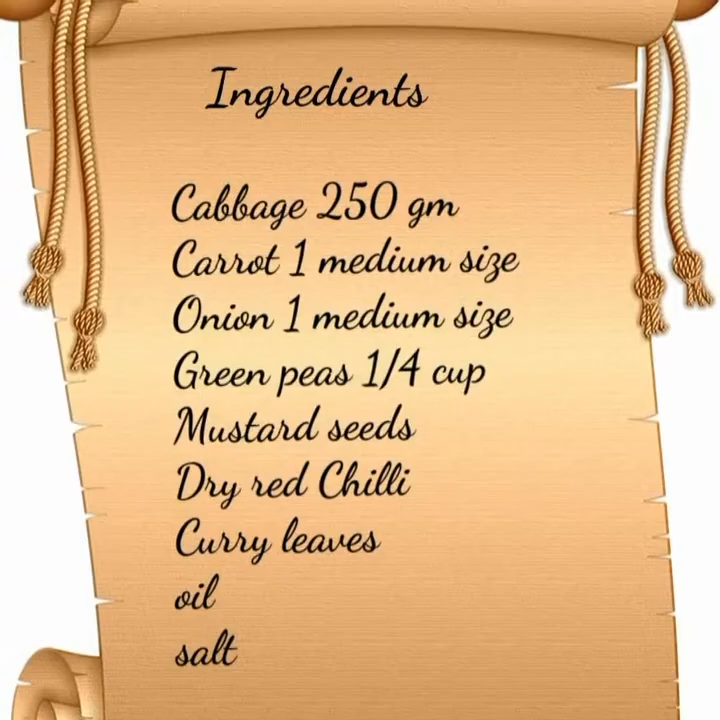 Ingredients
Cabbage 250 gm
Carrot 1 medium size
Onion 1 medium size
Green peas 1/4 cup
Mustard seeds
Dry red Chilli
Curry leaves
oil
salt